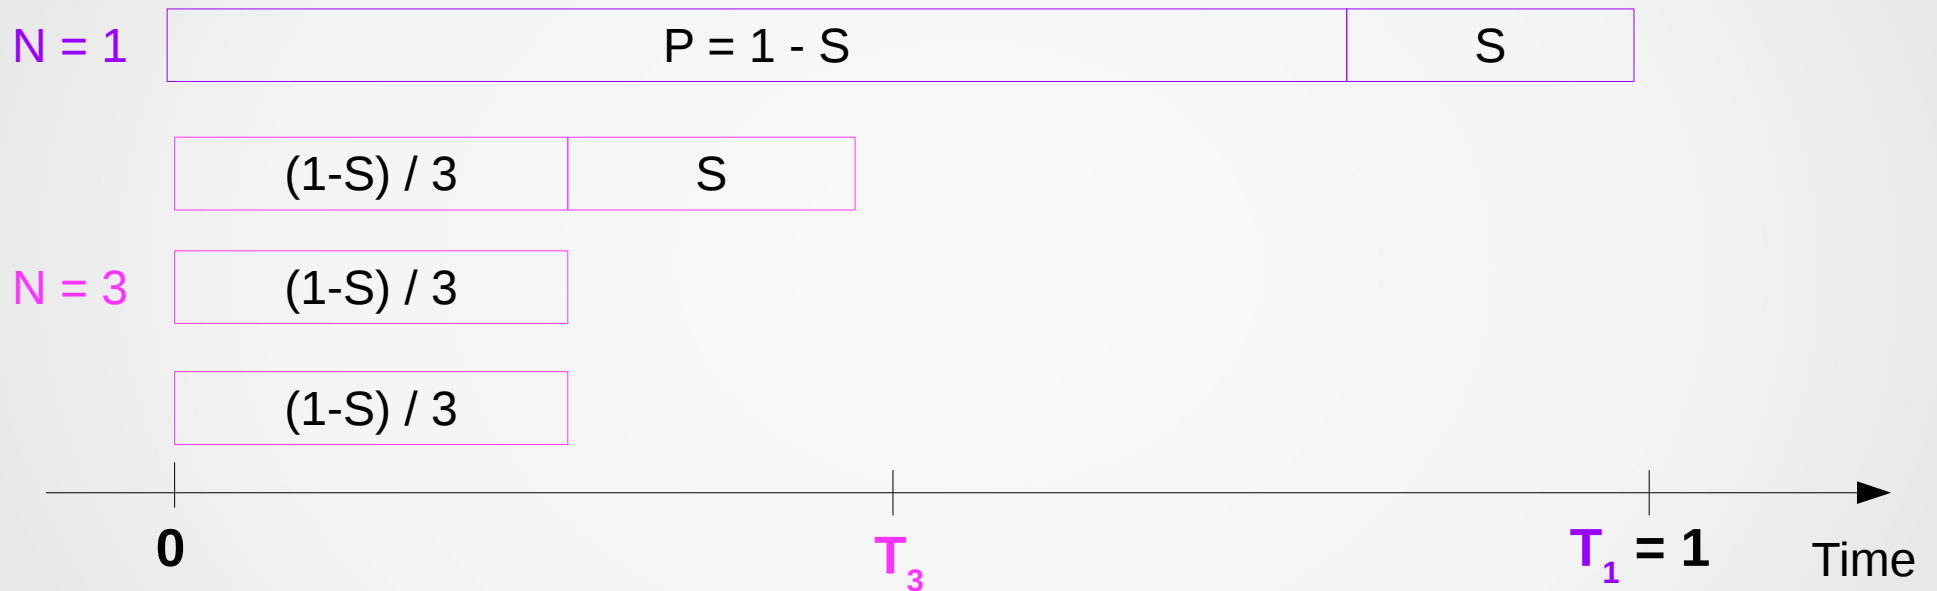 N = 1 P = 1 - S S
(1-S) / 3 S
N = 3 (1-S) / 3
(1-S) / 3
0 T3 T1 = 1 Time